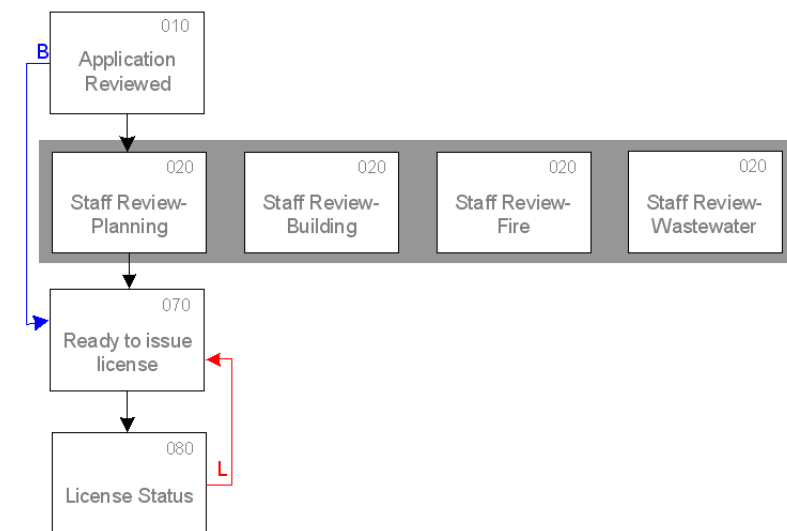 010
B
Application
Reviewed
020
Staff Review-
Planning
020
Staff Review-
Building
020
Staff Review-
Fire
020
Staff Review-
Wastewater
070
Ready to issue
license
080
L
License Status